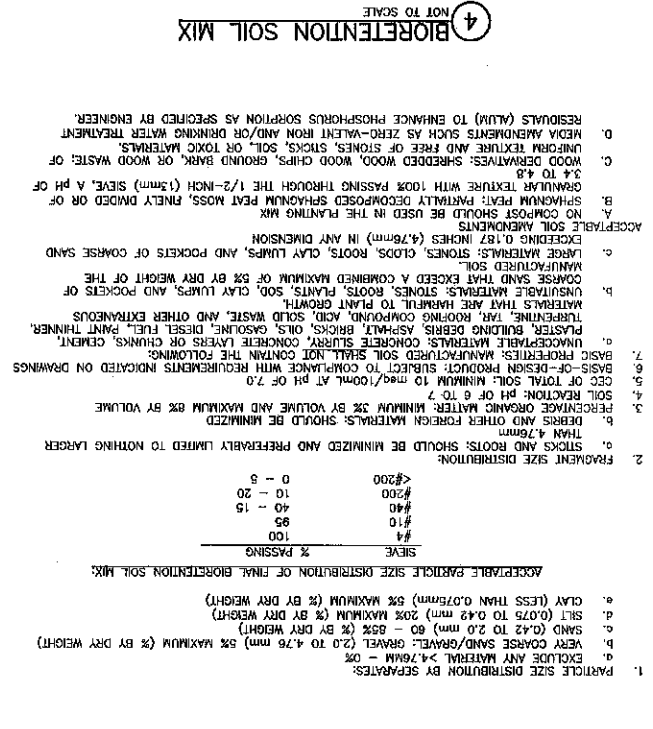 1. PARTICLE SIZE DISTRIBUTION BY SEPARATES:
a. EXCLUDE ANY MATERIAL >4.76MM – 0%
b. VERY COARSE SAND/GRAVEL: GRAVEL (2.0 TO 4.76 mm) 5% MAXIMUM (% BY DRY WEIGHT)
c. SAND (0.42 TO 2.0 mm) 60 – 85% (% BY DRY WEIGHT)
d. SILT (0.075 TO 0.42 mm) 20% MAXIMUM (% BY DRY WEIGHT)
e. CLAY (LESS THAN 0.075mm) 5% MAXIMUM (% BY DRY WEIGHT)
ACCEPTABLE PARTICLE SIZE DISTRIBUTION OF FINAL BIORETENTION SOIL MIX:
SIEVE % PASSING
#4 100
#10 95
#40 40 – 15
#200 10 – 20
<#200 0 – 5
2. FRAGMENT SIZE DISTRIBUTION:
a. STICKS AND ROOTS: SHOULD BE MINIMIZED AND PREFERABLY LIMITED TO NOTHING LARGER
THAN 4.76mm
b. DEBRIS AND OTHER FOREIGN MATERIALS: SHOULD BE MINIMIZED
3. PERCENTAGE ORGANIC MATTER: MINIMUM 3% BY VOLUME AND MAXIMUM 8% BY VOLUME
4. SOIL REACTION: pH OF 6 TO 7
5. CEC OF TOTAL SOIL: MINIMUM 10 meq/100mL AT pH OF 7.0
6. BASIS-OF-DESIGN PRODUCT: SUBJECT TO COMPLIANCE WITH REQUIREMENTS INDICATED ON DRAWINGS
7. BASIC PROPERTIES: MANUFACTURED SOIL SHALL NOT CONTAIN THE FOLLOWING:
a. UNACCEPTABLE MATERIALS: CONCRETE SLURRY, CONCRETE LAYERS OR CHUNKS, CEMENT,
PLASTER, BUILDING DEBRIS, ASPHALT, BRICKS, OILS, GASOLINE, DIESEL FUEL, PAINT THINNER,
TURPENTINE, TAR, ROOFING COMPOUND, ACID, SOLID WASTE, AND OTHER EXTRANEOUS
MATERIALS THAT ARE HARMFUL TO PLANT GROWTH.
b. UNSUITABLE MATERIALS: STONES, ROOTS, PLANTS, SOD, CLAY LUMPS, AND POCKETS OF
COARSE SAND THAT EXCEED A COMBINED MAXIMUM OF 5% BY DRY WEIGHT OF THE
MANUFACTURED SOIL.
c. LARGE MATERIALS: STONES, CLODS, ROOTS, CLAY LUMPS, AND POCKETS OF COARSE SAND
EXCEEDING 0.187 INCHES (4.76mm) IN ANY DIMENSION
ACCEPTABLE SOIL AMENDMENTS
A. NO COMPOST SHOULD BE USED IN THE PLANTING MIX
B. SPHAGNUM PEAT: PARTIALLY DECOMPOSED SPHAGNUM PEAT MOSS, FINELY DIVIDED OR OF
GRANULAR TEXTURE WITH 100% PASSING THROUGH THE 1/2-INCH (13mm) SIEVE, A pH OF
3.4 TO 4.8
C. WOOD DERIVATIVES: SHREDDED WOOD, WOOD CHIPS, GROUND BARK, OR WOOD WASTE; OF
UNIFORM TEXTURE AND FREE OF STONES, STICKS, SOIL, OR TOXIC MATERIALS.
D. MEDIA AMENDMENTS SUCH AS ZERO-VALENT IRON AND/OR DRINKING WATER TREATMENT
RESIDUALS (ALUM) TO ENHANCE PHOSPHORUS SORPTION AS SPECIFIED BY ENGINEER.
4 BIORETENTION SOIL MIX
NOT TO SCALE